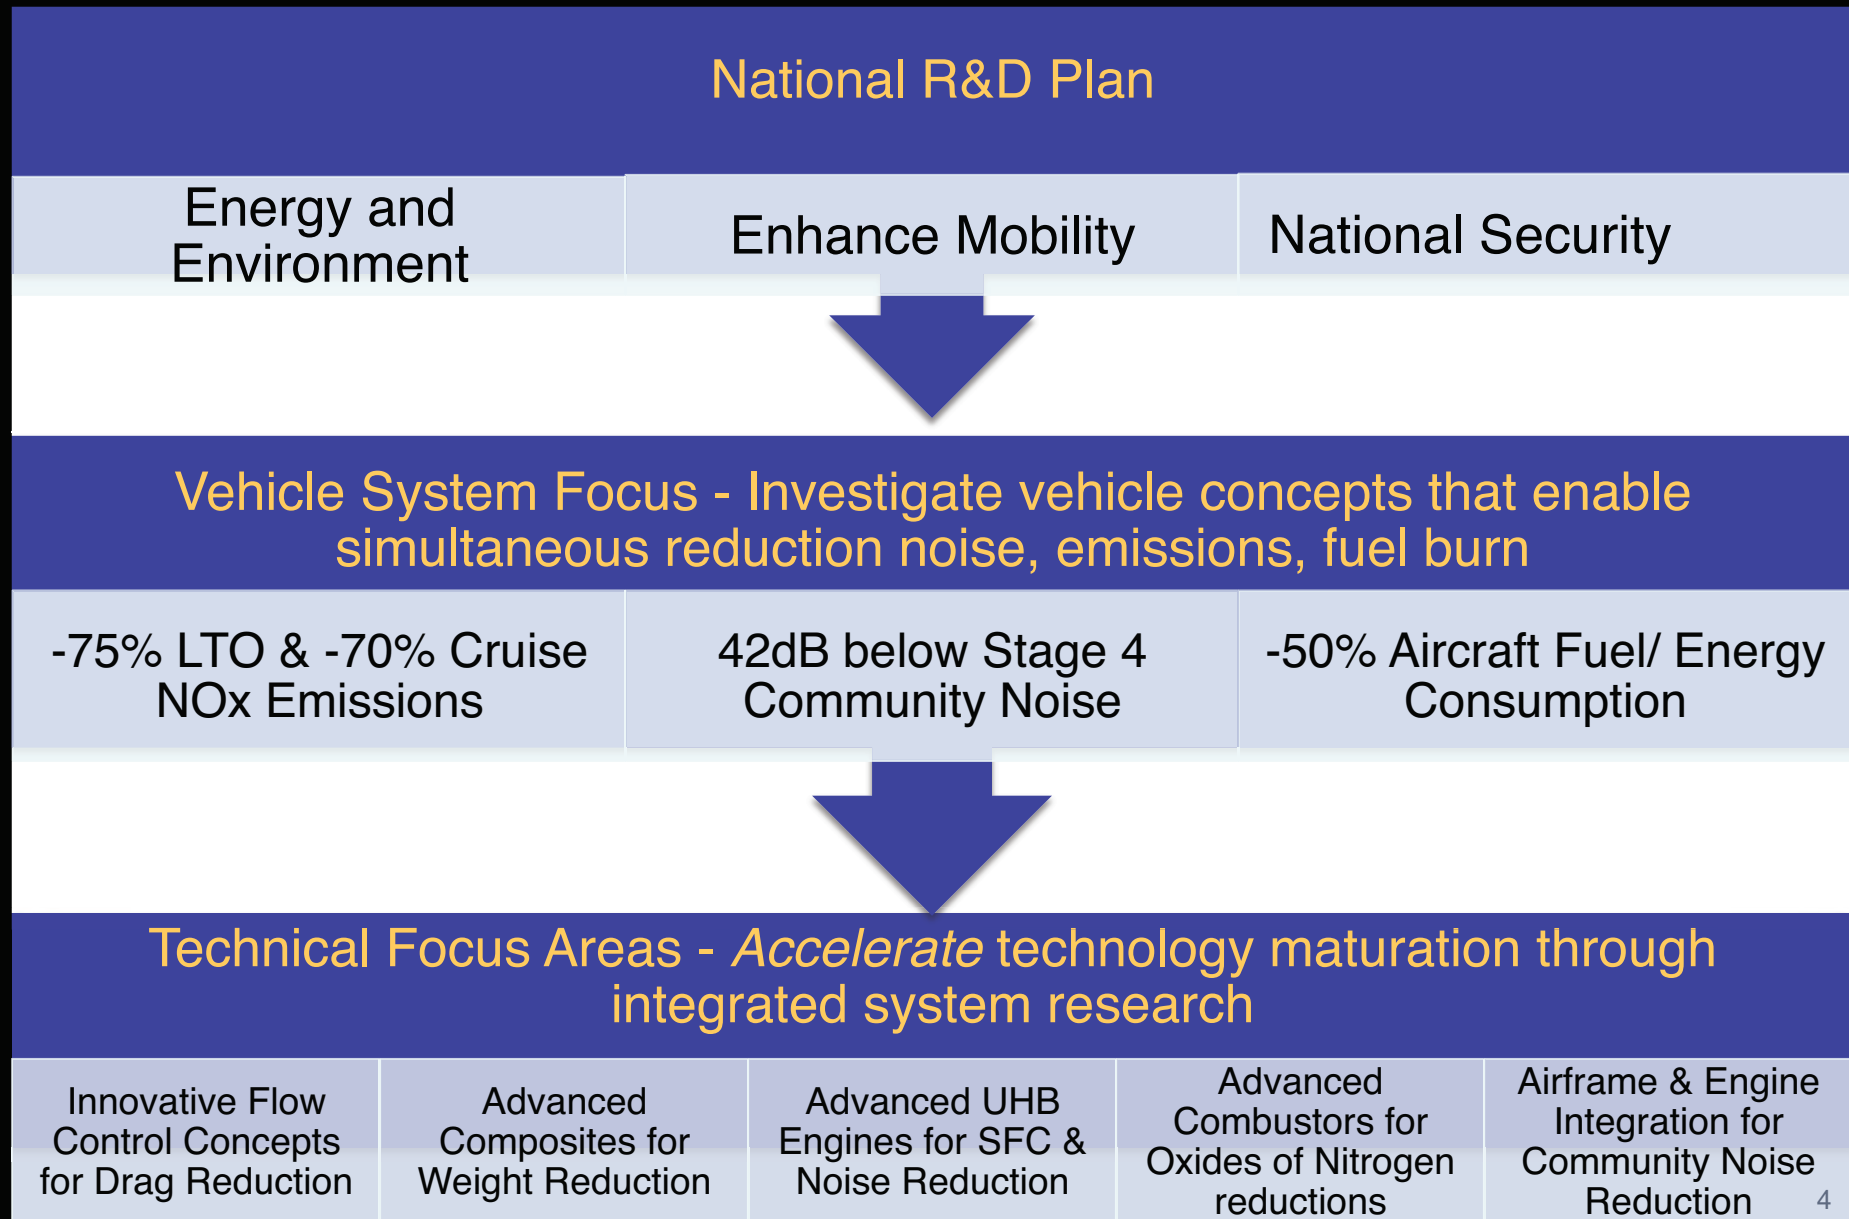 National R&D Plan
Energy and
Environment
Enhance Mobility
National Security
Vehicle System Focus - Investigate vehicle concepts that enable
simultaneous reduction noise, emissions, fuel burn
-75% LTO & -70% Cruise
NOx Emissions
42dB below Stage 4
Community Noise
-50% Aircraft Fuel/ Energy
Consumption
Technical Focus Areas - Accelerate technology maturation through
integrated system research
Innovative Flow
Control Concepts
for Drag Reduction
Advanced
Composites for
Weight Reduction
Advanced UHB
Engines for SFC &
Noise Reduction
Advanced
Combustors for
Oxides of Nitrogen
reductions
Airframe & Engine
Integration for
Community Noise
Reduction
4